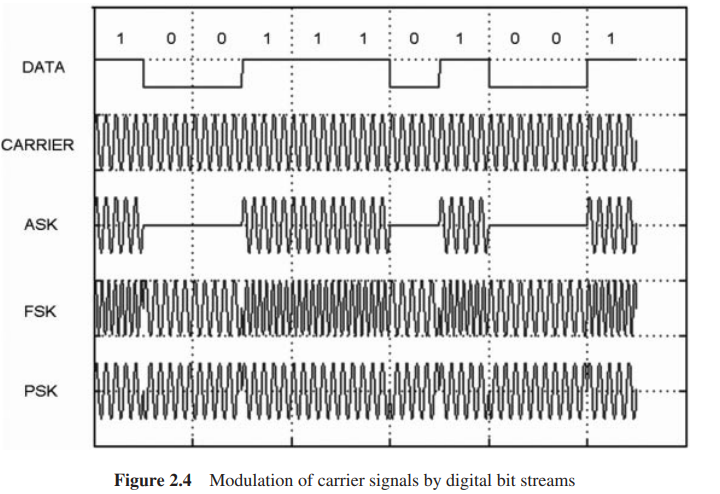 1 0 0 1 1 1 0 1 0 0 1
DATA
CARRIER
ASK
FSK
PSK
Figure 2.4 Modulation of carrier signals by digital bit streams